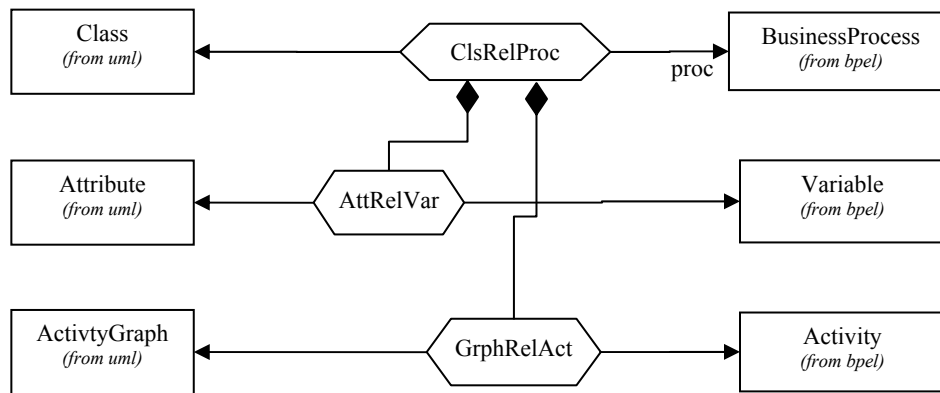 Class
(from uml)
ClsRelProc
proc
BusinessProcess
(from bpel)
Attribute
(from uml)
AttRelVar
Variable
(from bpel)
ActivtyGraph
(from uml)
GrphRelAct
Activity
(from bpel)